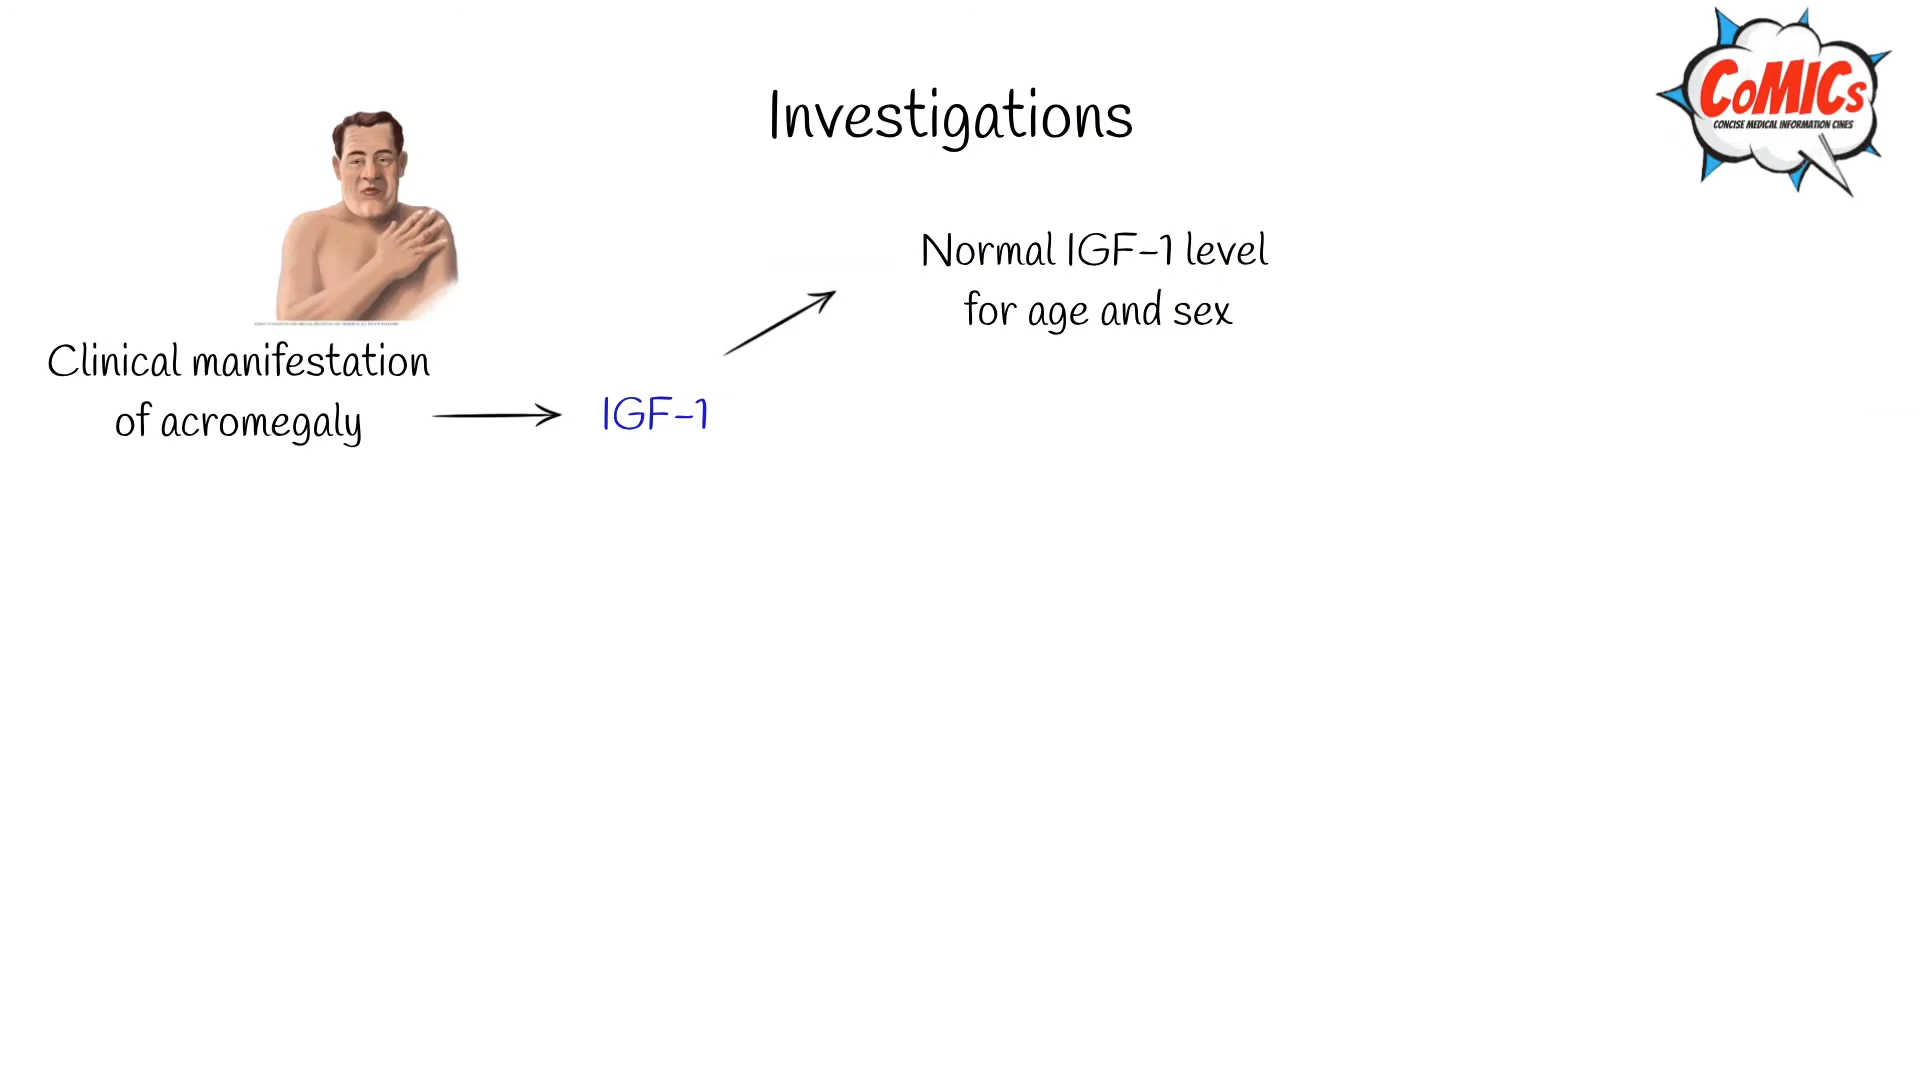 Investigations
CoMICs
CONCISE MEDICAL INFORMATION CINES
Normal IGF-1 level
for age and sex
Clinical manifestation
of acromegaly
IGF-1